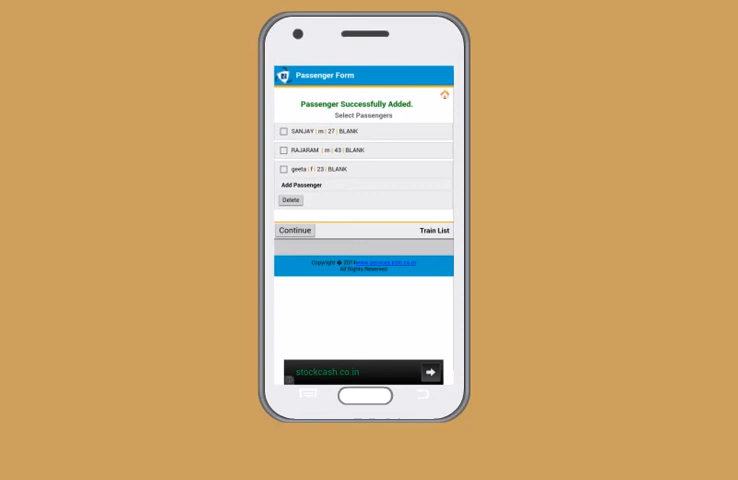 Passenger Form
Passenger Successfully Added.
Select Passengers
SANJAY | m | 27 | BLANK
RAJARAM | m | 43 | BLANK
geeta | f | 23 | BLANK
Add Passenger
Delete
Continue
Train List
Copyright
All Rights Reserved
stockcash.co.in